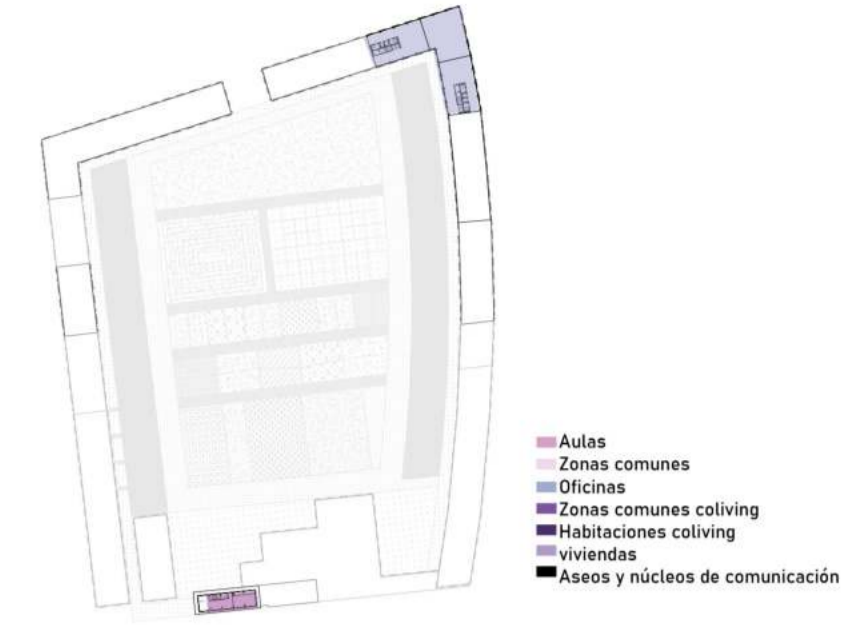 Aulas
Zonas comunes
Oficinas
Zonas comunes coliving
Habitaciones coliving
viviendas
Aseos y núcleos de comunicación